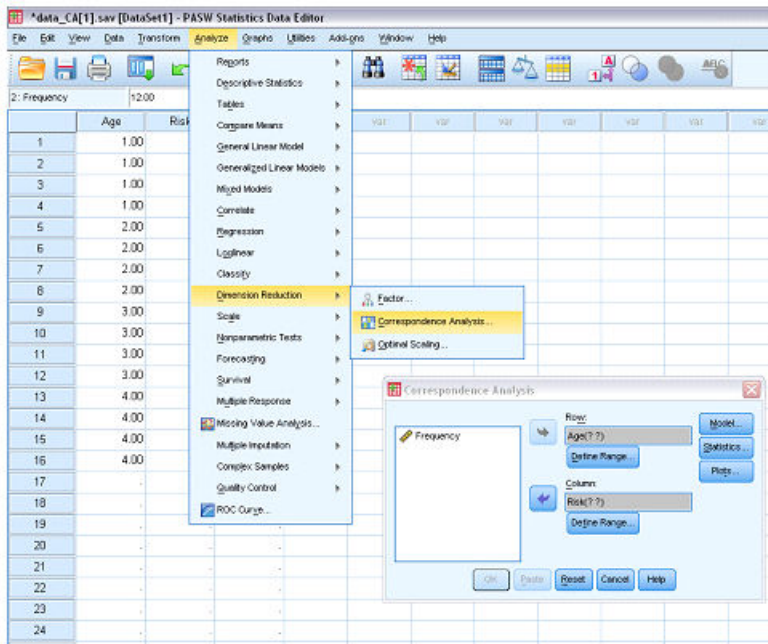 *data_CA[1].sav [DataSet1] - PASW Statistics Data Editor
File Edit View Data Transform Analyze Graphs Utilities Add-ons Window Help
2: Frequency 12.00
Age Risk var var var var var var var
1 1.00
2 1.00
3 1.00
4 1.00
5 2.00
6 2.00
7 2.00
8 2.00
9 3.00
10 3.00
11 3.00
12 3.00
13 4.00
14 4.00
15 4.00
16 4.00
17
18
19
20
21
22
23
24
Reports
Descriptive Statistics
Tables
Compare Means
General Linear Model
Generalized Linear Models
Mixed Models
Correlate
Regression
Loglinear
Classify
Dimension Reduction
Scale
Nonparametric Tests
Forecasting
Survival
Multiple Response
Missing Value Analysis...
Multiple Imputation
Complex Samples
Quality Control
ROC Curve...
Factor...
Correspondence Analysis...
Optimal Scaling...
Correspondence Analysis
Frequency
Row:
Age(? ?)
Define Range...
Column:
Risk(? ?)
Define Range...
Model...
Statistics...
Plots...
OK Paste Reset Cancel Help